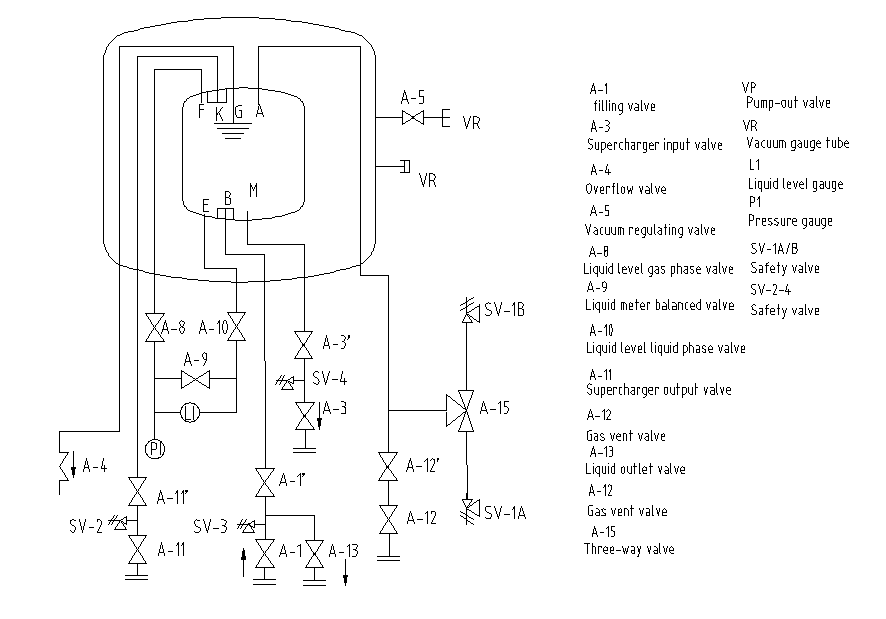 F
K
G
A
A-5
VR
VR
E
B
M
A-8
A-10
A-9
LI
PI
A-3'
SV-4
A-3
SV-1B
A-15
SV-1A
A-4
A-11'
SV-2
A-11
A-1'
SV-3
A-1
A-13
A-12'
A-12
A-1
filling valve
A-3
Supercharger input valve
A-4
Overflow valve
A-5
Vacuum regulating valve
A-8
Liquid level gas phase valve
A-9
Liquid meter balanced valve
A-10
Liquid level liquid phase valve
A-11
Supercharger output valve
A-12
Gas vent valve
A-13
Liquid outlet valve
A-12
Gas vent valve
A-15
Three-way valve
VP
Pump-out valve
VR
Vacuum gauge tube
L1
Liquid level gauge
P1
Pressure gauge
SV-1A/B
Safety valve
SV-2-4
Safety valve